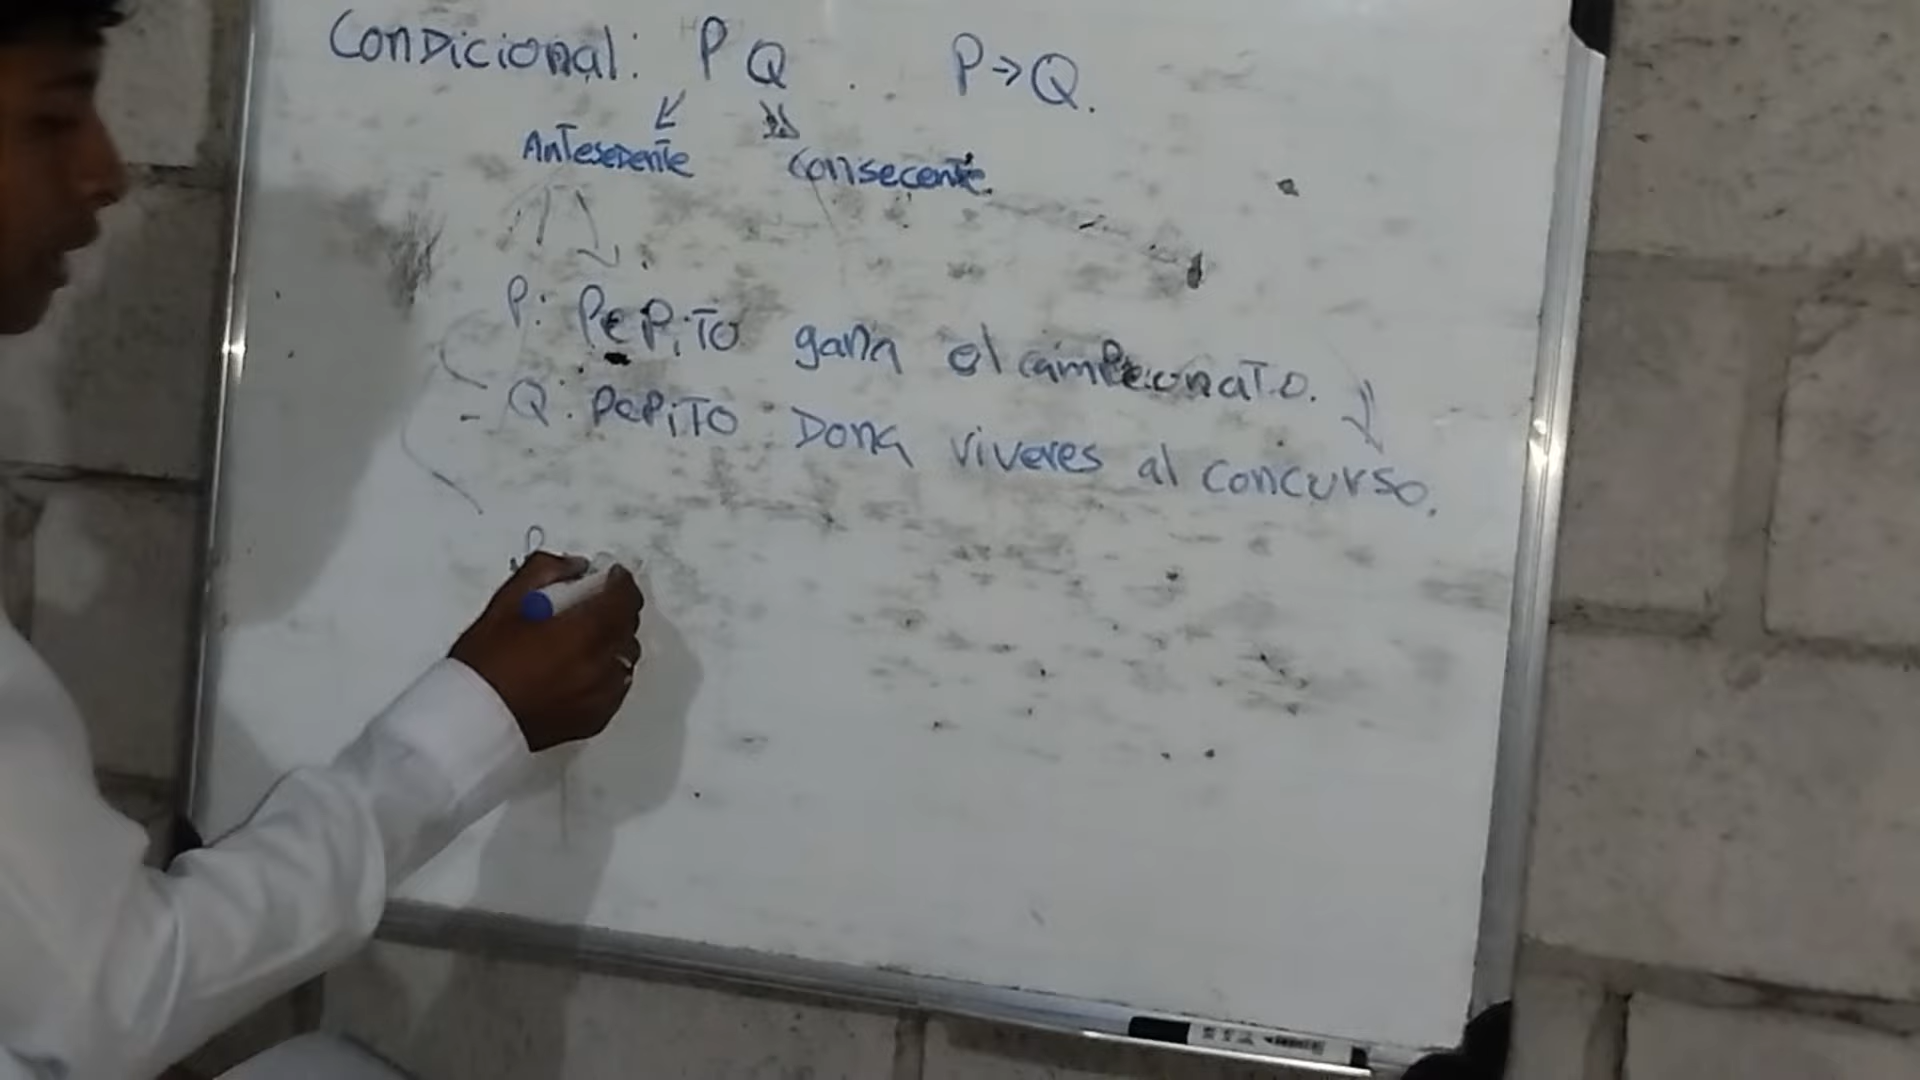 Condicional: P Q. P→Q.
Antesedente Consecente.
P: Pepito gana el campeonato.
- Q: Pepito Dona viveres al concurso.
P